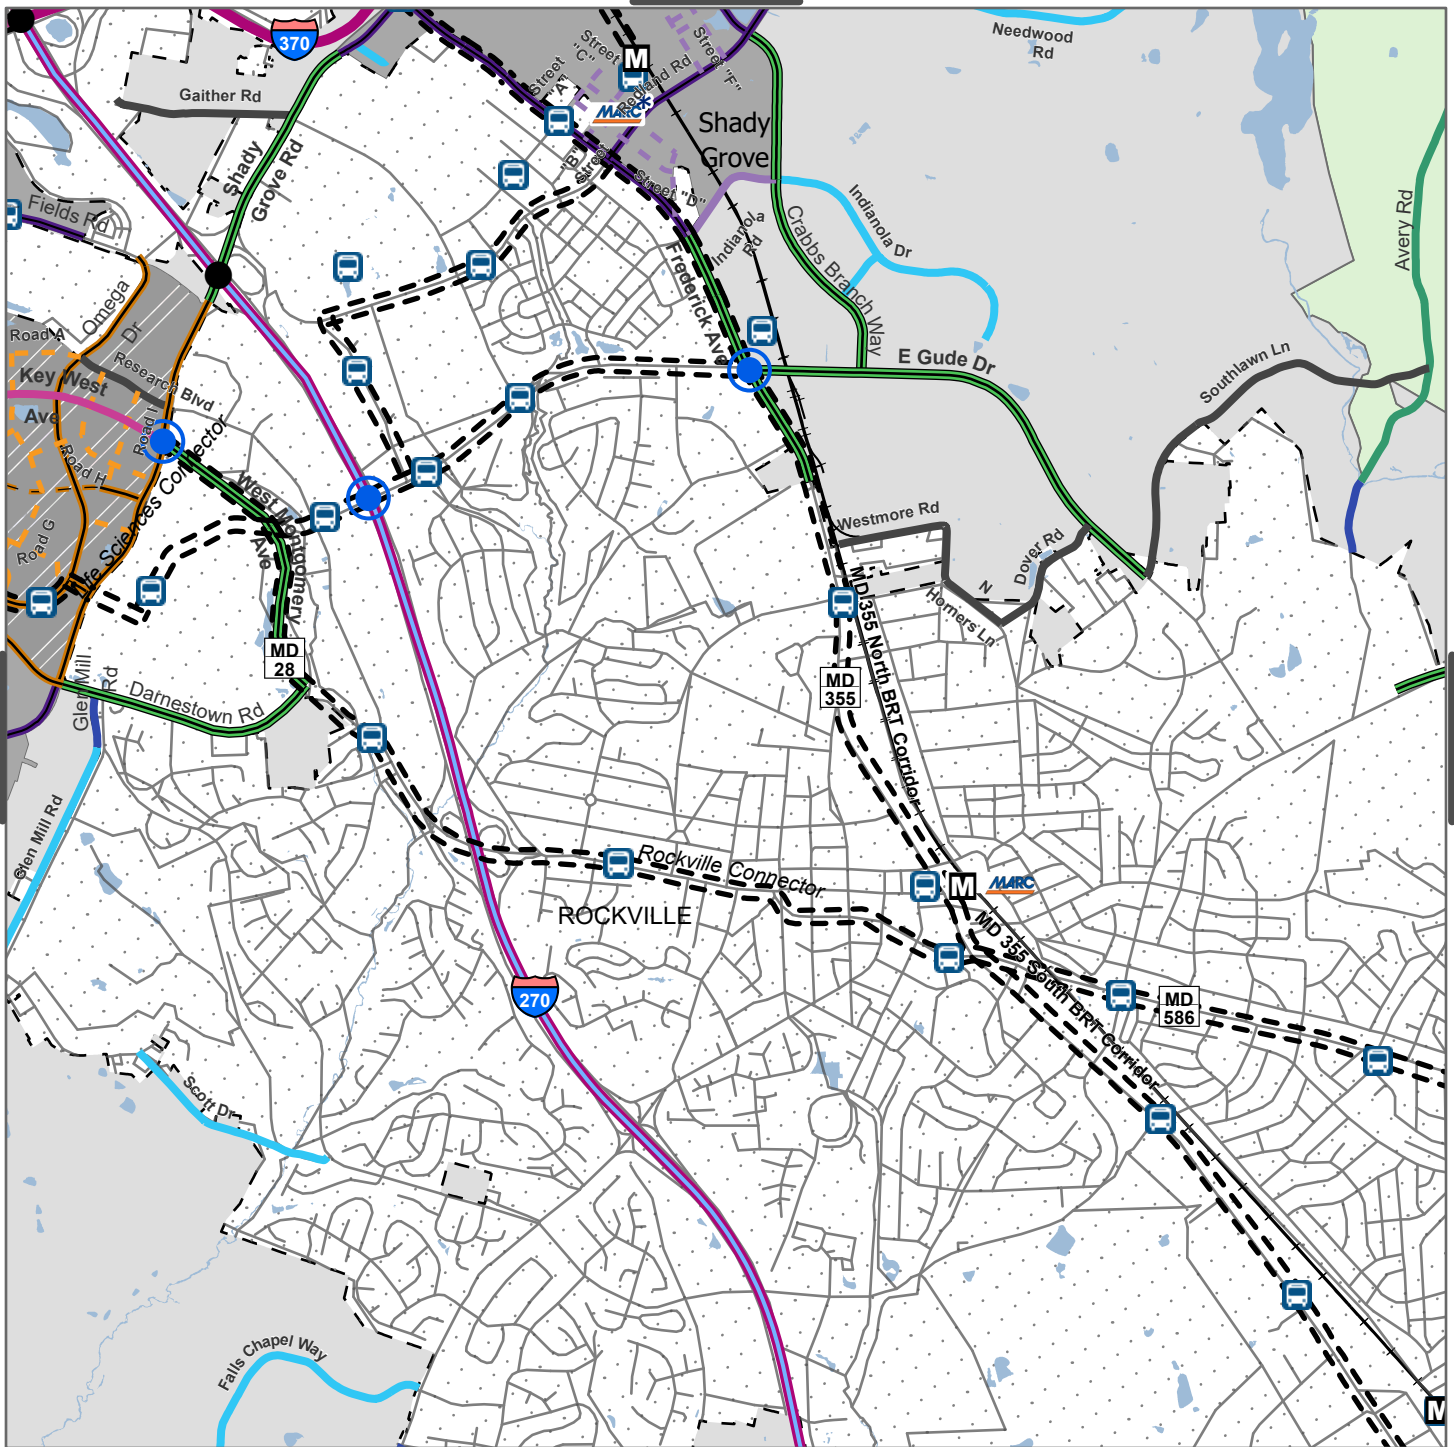 370
Needwood
Rd
Gaither Rd
Street
"C"
Street
"A"
Street "F"
M
Redland Rd
MARC*
Shady
Grove
Shady
Grove Rd
Street
"B"
Street "D"
Fields Rd
Indianola
Rd
Indianola Dr
Crabbs Branch Way
Avery Rd
Frederick Ave
Omega
Dr
Road A
Key West
Ave
Research Blvd
E Gude Dr
Southlawn Ln
Road H
Road G
Life Sciences Connector
West Montgomery
Ave
Westmore Rd
Dover Rd
N
Horners Ln
MD
28
MD
355
MD 355 North BRT Corridor
Glen Mill
Rd
Darnestown Rd
Glen Mill Rd
Rockville Connector
ROCKVILLE
M
MARC
MD 355 South BRT Corridor
MD
586
270
Scott Dr
Falls Chapel Way
M